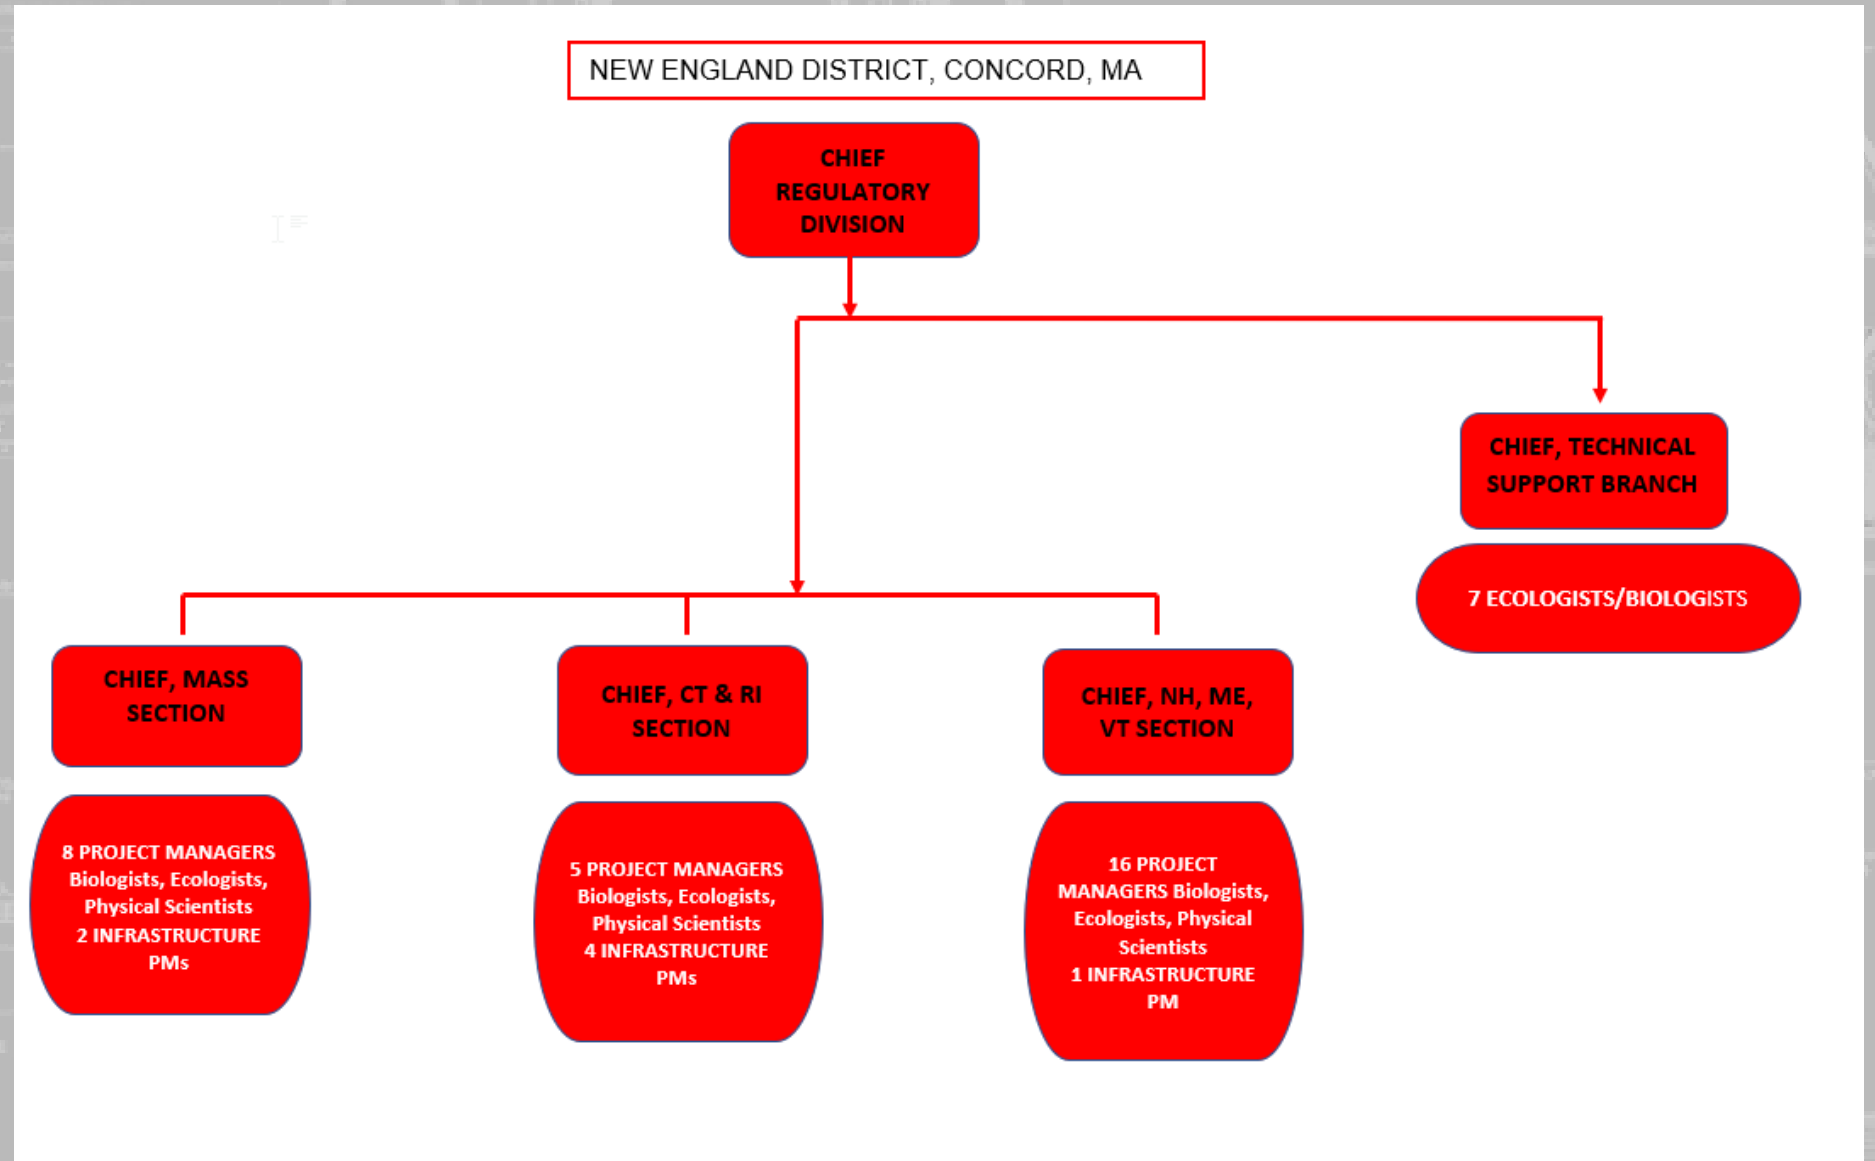 NEW ENGLAND DISTRICT, CONCORD, MA
CHIEF
REGULATORY
DIVISION
CHIEF, TECHNICAL
SUPPORT BRANCH
7 ECOLOGISTS/BIOLOGISTS
CHIEF, MASS
SECTION
CHIEF, CT & RI
SECTION
CHIEF, NH, ME,
VT SECTION
8 PROJECT MANAGERS
Biologists, Ecologists,
Physical Scientists
2 INFRASTRUCTURE
PMs
5 PROJECT MANAGERS
Biologists, Ecologists,
Physical Scientists
4 INFRASTRUCTURE
PMs
16 PROJECT
MANAGERS Biologists,
Ecologists, Physical
Scientists
1 INFRASTRUCTURE
PM